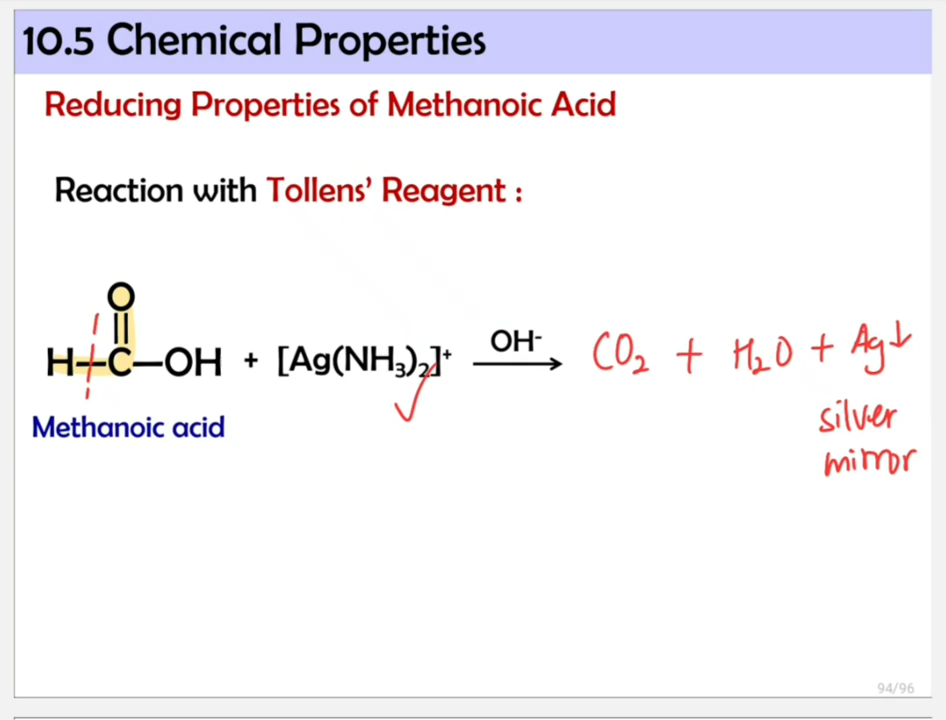 10.5 Chemical Properties
Reducing Properties of Methanoic Acid
Reaction with Tollens' Reagent :
O
H–C–OH + [Ag(NH₃)₂]⁺ OH⁻ → CO₂ + H₂O + Ag↓
Methanoic acid
silver
mirror
94/96